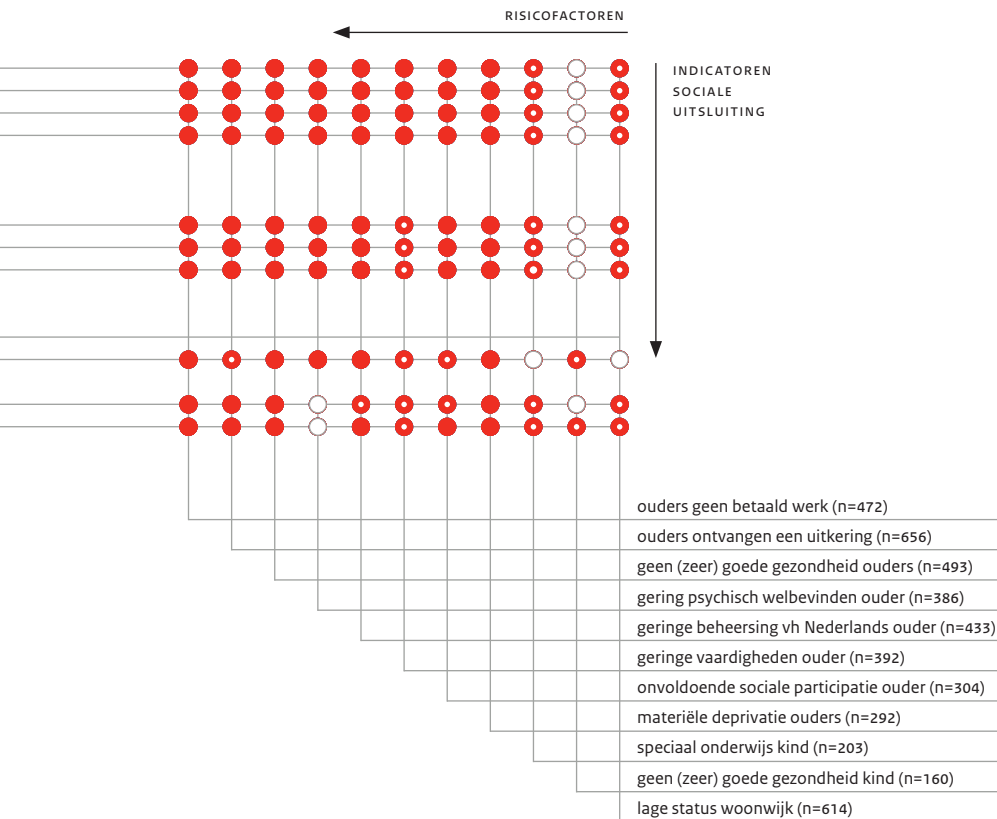 RISICOFACTOREN
INDICATOREN
SOCIALE
UITSLUITING
ouders geen betaald werk (n=472)
ouders ontvangen een uitkering (n=656)
geen (zeer) goede gezondheid ouders (n=493)
gering psychisch welbevinden ouder (n=386)
geringe beheersing vh Nederlands ouder (n=433)
geringe vaardigheden ouder (n=392)
onvoldoende sociale participatie ouder (n=304)
materiële deprivatie ouders (n=292)
speciaal onderwijs kind (n=203)
geen (zeer) goede gezondheid kind (n=160)
lage status woonwijk (n=614)